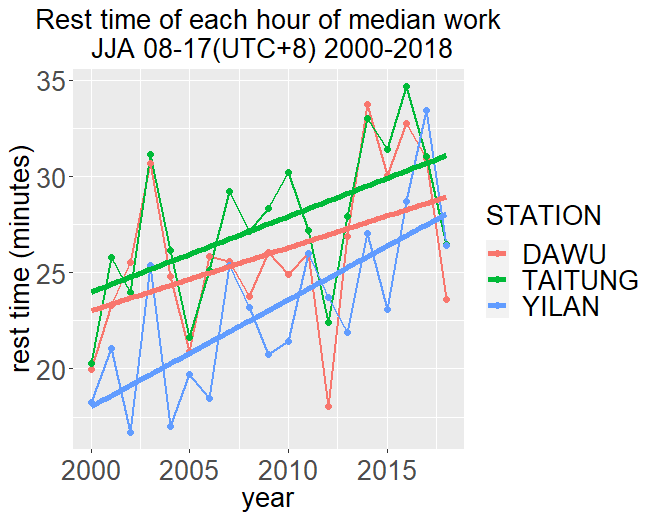 Rest time of each hour of median work
JJA 08-17(UTC+8) 2000-2018
35
30
25
20
rest time (minutes)
2000 2005 2010 2015
year
STATION
DAWU
TAITUNG
YILAN